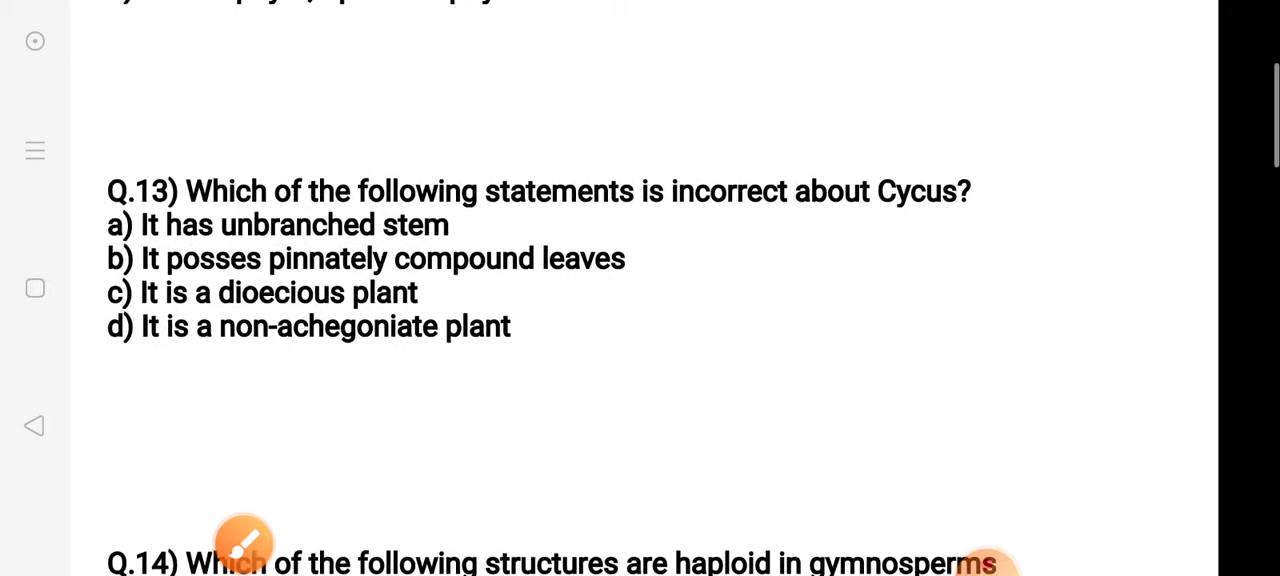 Q.13) Which of the following statements is incorrect about Cycus?
a) It has unbranched stem
b) It posses pinnately compound leaves
c) It is a dioecious plant
d) It is a non-achegoniate plant
Q.14) Which of the following structures are haploid in gymnosperms